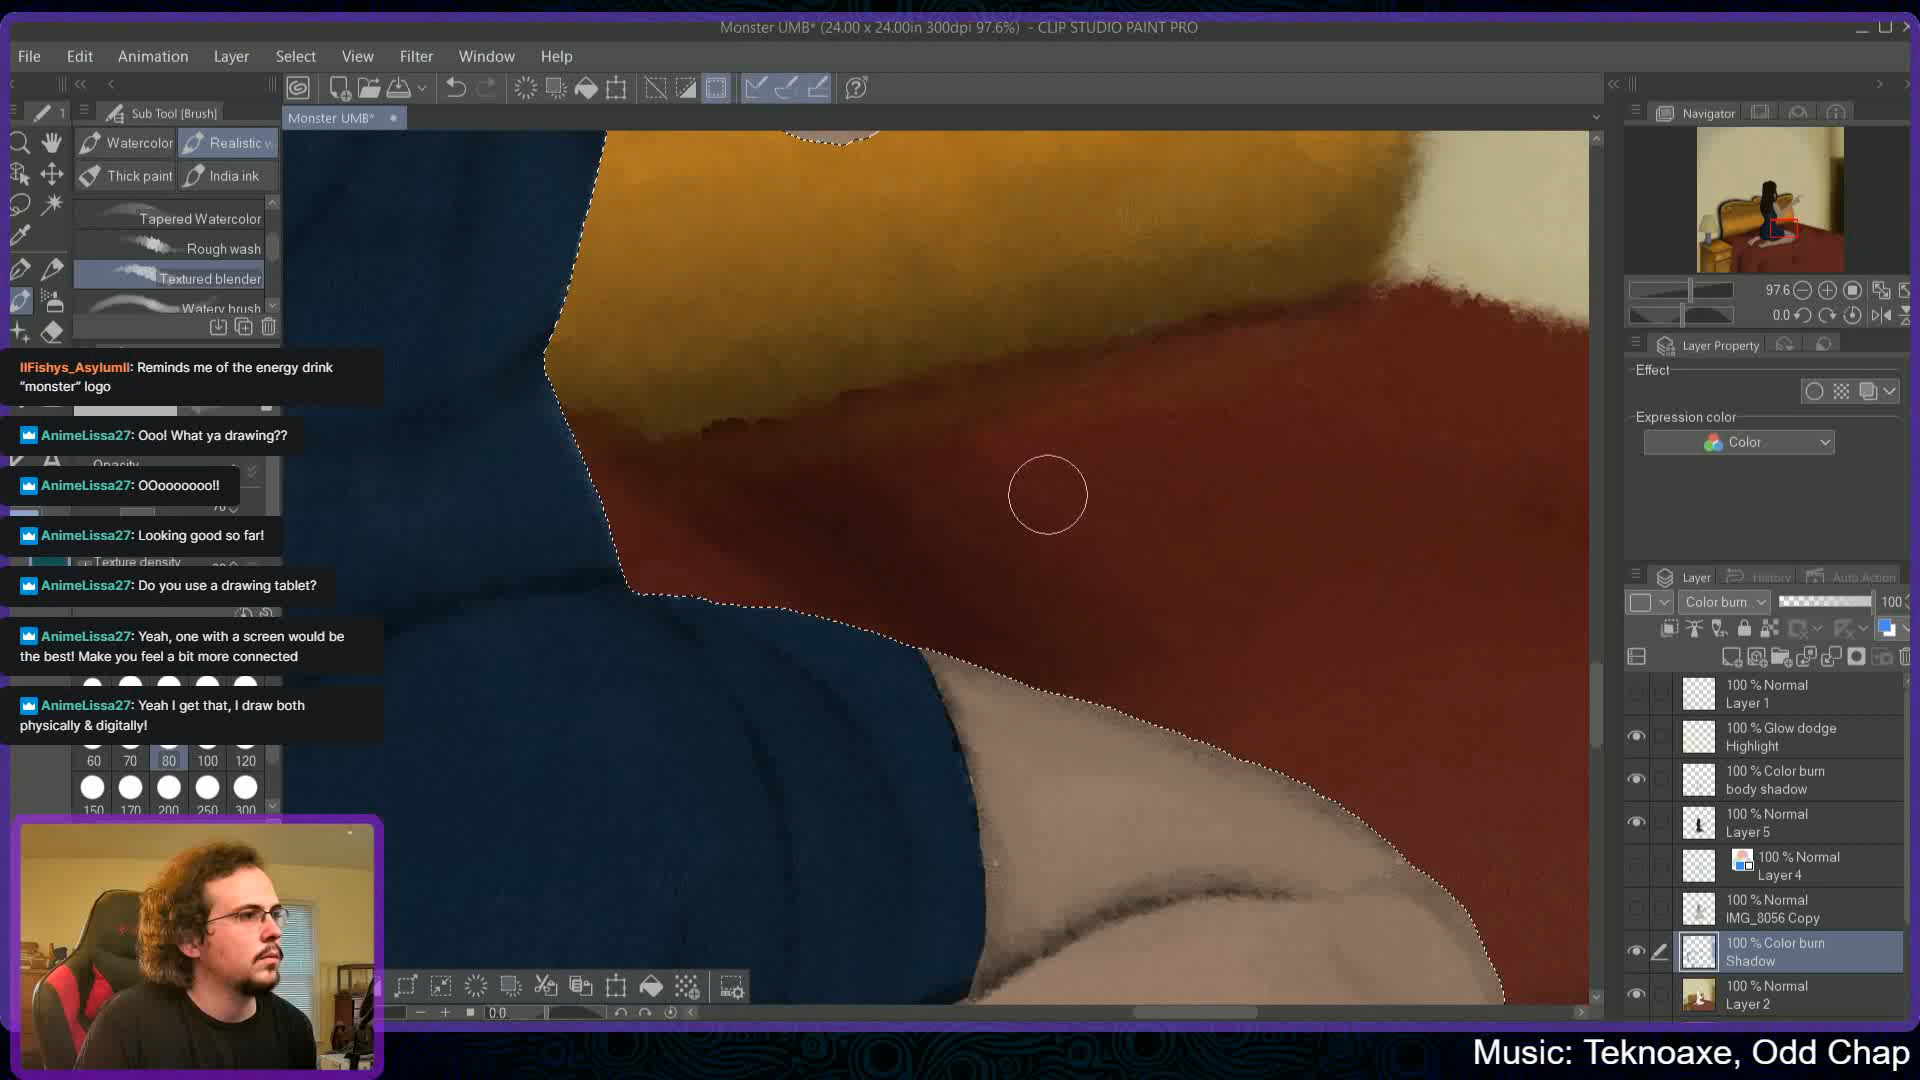 Monster UMB* (24.00 x 24.00in 300dpi 97.6%) - CLIP STUDIO PAINT PRO
File Edit Animation Layer Select View Filter Window Help
1 Sub Tool [Brush]
Monster UMB*
Navigator
Watercolor Realistic w
Thick paint India ink
Tapered Watercolor
Rough wash
Textured blender
Watery brush
97.6
0.0
Layer Property
Effect
Expression color
Color
IIFishys_AsylumII: Reminds me of the energy drink
“monster” logo
AnimeLissa27: Ooo! What ya drawing??
Opacity
AnimeLissa27: OOooooooo!!
AnimeLissa27: Looking good so far!
Texture density
AnimeLissa27: Do you use a drawing tablet?
AnimeLissa27: Yeah, one with a screen would be
the best! Make you feel a bit more connected
AnimeLissa27: Yeah I get that, I draw both
physically & digitally!
60 70 80 100 120
150 170 200 250 300
Layer History Auto Action
Color burn 100
100 % Normal
Layer 1
100 % Glow dodge
Highlight
100 % Color burn
body shadow
100 % Normal
Layer 5
100 % Normal
Layer 4
100 % Normal
IMG_8056 Copy
100 % Color burn
Shadow
100 % Normal
Layer 2
0.0
Music: Teknoaxe, Odd Chap